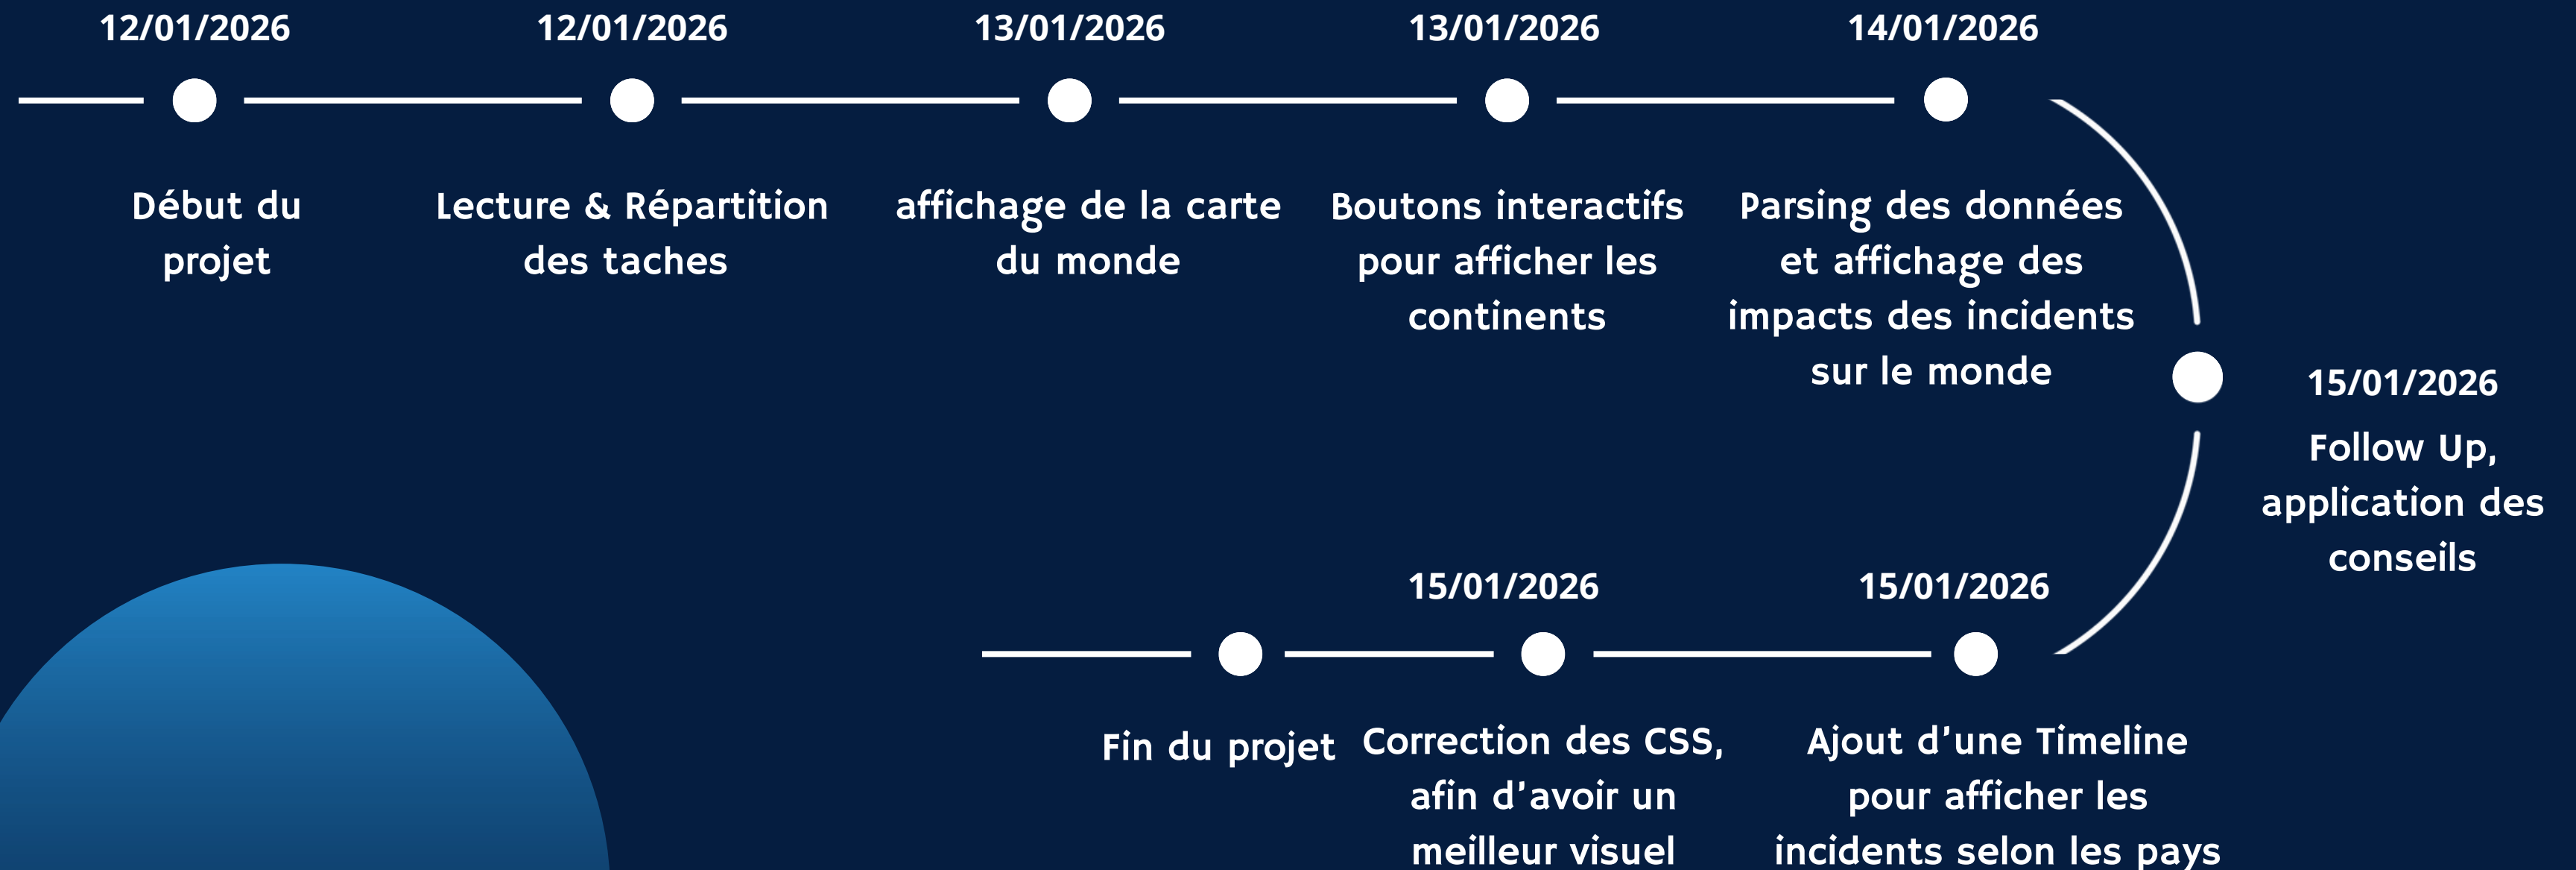 12/01/2026
Début du
projet
12/01/2026
Lecture & Répartition
des taches
13/01/2026
affichage de la carte
du monde
13/01/2026
Boutons interactifs
pour afficher les
continents
14/01/2026
Parsing des données
et affichage des
impacts des incidents
sur le monde
15/01/2026
Follow Up,
application des
conseils
15/01/2026
Ajout d’une Timeline
pour afficher les
incidents selon les pays
15/01/2026
Correction des CSS,
afin d’avoir un
meilleur visuel
Fin du projet